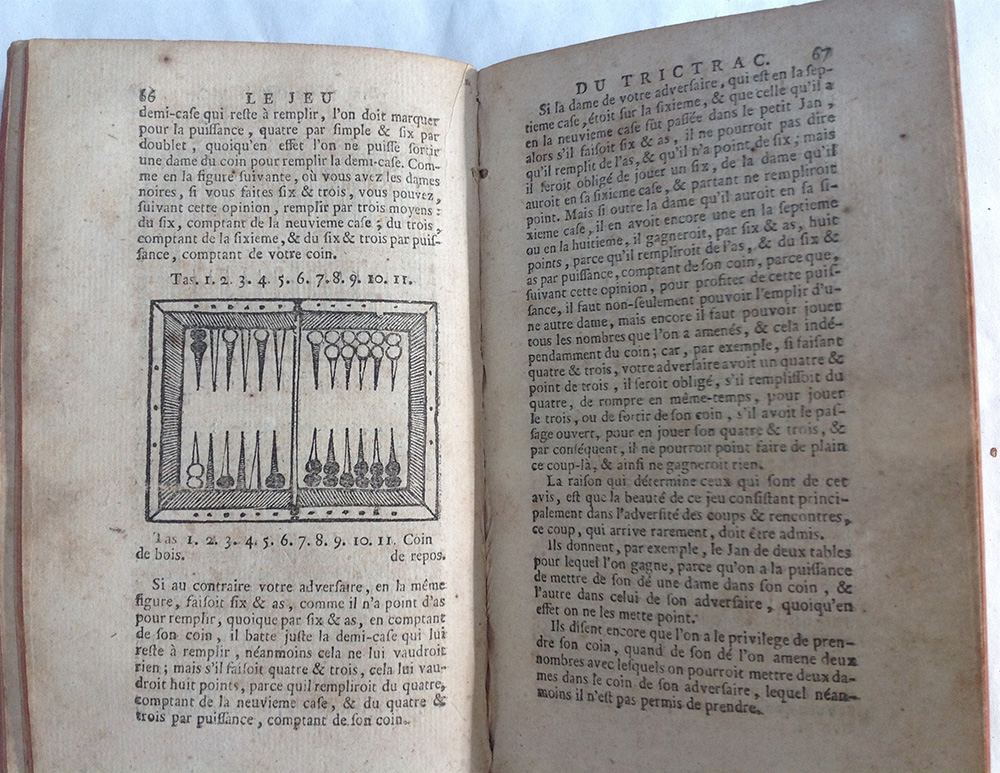 66 LE JEU
demi-case qui reste à remplir, l'on doit marquer
pour la puissance, quatre par simple & six par
doublet, quoiqu'en effet l'on ne puisse sortir
une dame du coin pour remplir la demi-case. Com-
me en la figure suivante, où vous avez les dames
noires, si vous faites six & trois, vous pouvez,
suivant cette opinion, remplir par trois moyens:
du six, comptant de la neuvieme case; du trois,
comptant de la sixieme, & du six & trois par puis-
sance, comptant de votre coin.
Tas. 1. 2. 3. 4. 5. 6. 7. 8. 9. 10. 11.
Tas 1. 2. 3. 4. 5. 6. 7. 8. 9. 10. 11. Coin
de bois. de repos.
Si au contraire votre adversaire, en la même
figure, faisoit six & as, comme il n'a point d'as
pour remplir, quoique par six & as, en comptant
de son coin, il batte juste la demi-case qui lui
reste à remplir, néanmoins cela ne lui vaudroit
rien; mais s'il faisoit quatre & trois, cela lui vau-
droit huit points, parce quil rempliroit du quatre,
comptant de la neuvieme case, & du quatre &
trois par puissance, comptant de son coin.
DU TRICTRAC. 67
Si la dame de votre adversaire, qui est en la sep-
tieme case, étoit sur la sixieme, & que celle qu'il a
en la neuvieme case fût passée dans le petit Jan,
alors s'il faisoit six & as, il ne pourroit pas dire
qu'il remplit de l'as, & qu'il n'a point de six; mais
il seroit obligé de jouer un six, de la dame qu'il
auroit en sa sixieme case, & partant ne rempliroit
point. Mais si outre la dame qu'il auroit en sa si-
xieme case, il en avoit encore une en la septieme
ou en la huitieme, il gagneroit, par six & as, huit
points, parce qu'il rempliroit de l'as, & du six &
as par puissance, comptant de son coin, parce que,
suivant cette opinion, pour profiter de cette puis-
sance, il faut non-seulement pouvoir l'emplir d'u-
ne autre dame, mais encore il faut pouvoir jouer
tous les nombres que l'on a amenés, & cela indé-
pendamment du coin; car, par exemple, si faisant
quatre & trois, votre adversaire avoit un quatre &
point de trois, il seroit obligé, s'il remplissoit du
quatre, de rompre en même-temps, pour jouer
le trois, ou de sortir de son coin, s'il avoit le pas-
sage ouvert, pour en jouer son quatre & trois, &
par conséquent, il ne pourroit point faire de plain
ce coup-là, & ainsi ne gagneroit rien.
La raison qui détermine ceux qui sont de cet
avis, est que la beauté de ce jeu consistant princi-
palement dans l'adversité des coups & rencontres,
ce coup, qui arrive rarement, doit être admis.
Ils donnent, par exemple, le Jan de deux tables
pour lequel l'on gagne, parce qu'on a la puissance
de mettre de son dé une dame dans son coin, &
l'autre dans celui de son adversaire, quoiqu'en
effet on ne les mette point.
Ils disent encore que l'on a le privilege de pren-
dre son coin, quand de son dé l'on amene deux
nombres avec lesquels on pourroit mettre deux da-
mes dans le coin de son adversaire, lequel néan-
moins il n'est pas permis de prendre.